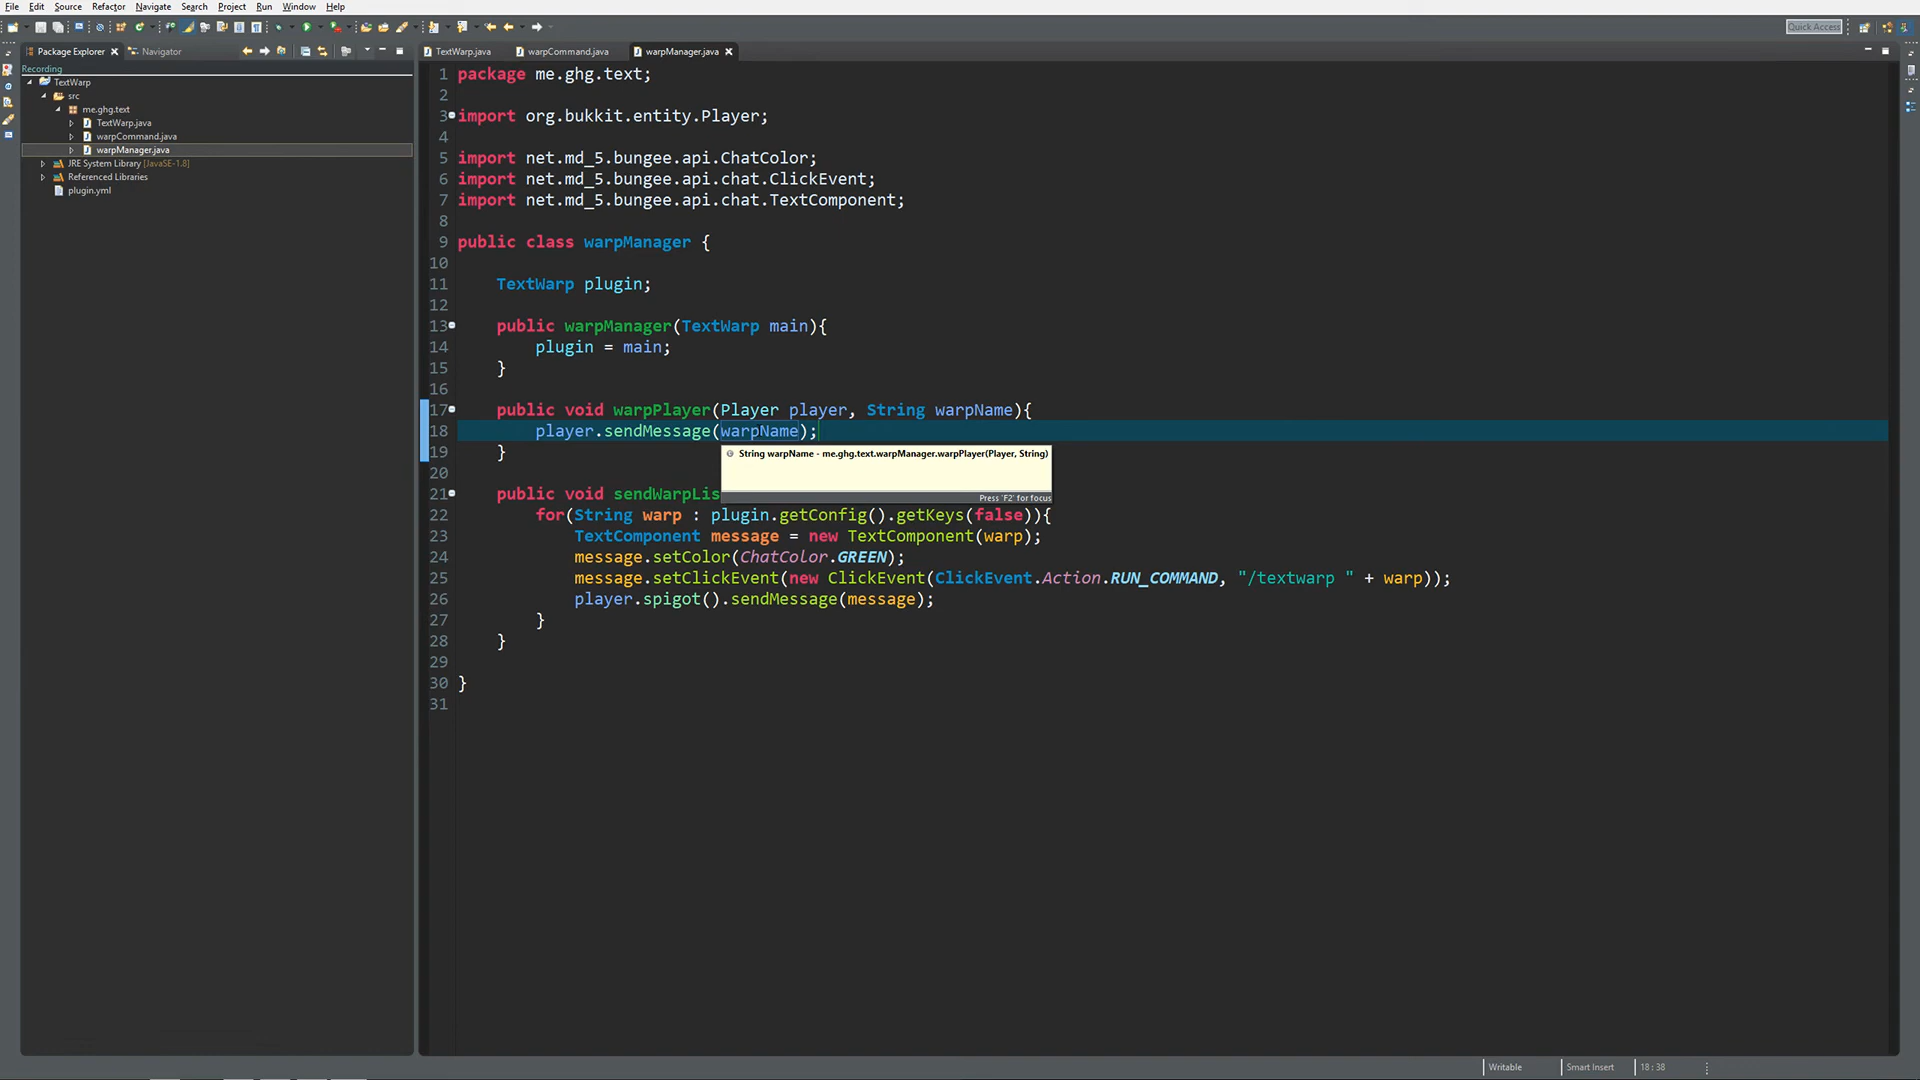 File Edit Source Refactor Navigate Search Project Run Window Help
Quick Access
Package Explorer Navigator
TextWarp.java warpCommand.java warpManager.java
Recording
TextWarp
src
me.ghg.text
TextWarp.java
warpCommand.java
warpManager.java
JRE System Library [JavaSE-1.8]
Referenced Libraries
plugin.yml
1 package me.ghg.text;
2
3 import org.bukkit.entity.Player;
4
5 import net.md_5.bungee.api.ChatColor;
6 import net.md_5.bungee.api.chat.ClickEvent;
7 import net.md_5.bungee.api.chat.TextComponent;
8
9 public class warpManager {
10
11 TextWarp plugin;
12
13 public warpManager(TextWarp main){
14 plugin = main;
15 }
16
17 public void warpPlayer(Player player, String warpName){
18 player.sendMessage(warpName);
19 }
String warpName - me.ghg.text.warpManager.warpPlayer(Player, String)
Press 'F2' for focus
20
21 public void sendWarpLis
22 for(String warp : plugin.getConfig().getKeys(false)){
23 TextComponent message = new TextComponent(warp);
24 message.setColor(ChatColor.GREEN);
25 message.setClickEvent(new ClickEvent(ClickEvent.Action.RUN_COMMAND, "/textwarp " + warp));
26 player.spigot().sendMessage(message);
27 }
28 }
29
30 }
31
Writable Smart Insert 18 : 38